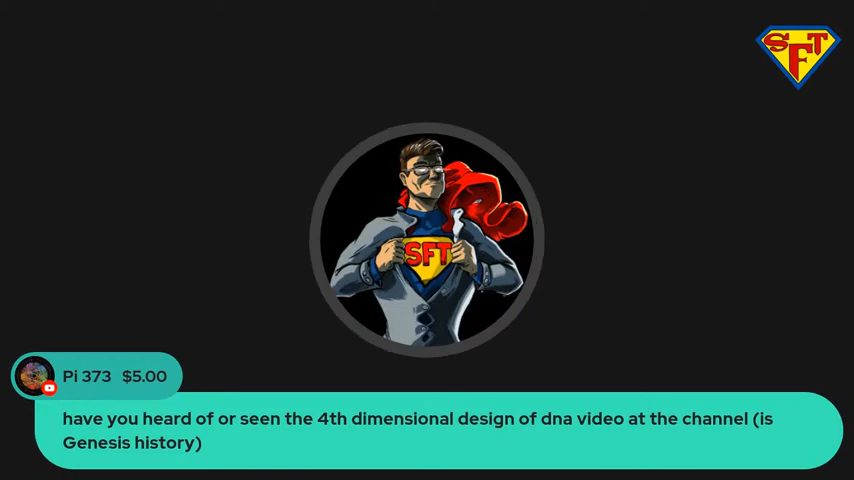 SFT
SFT
Pi 373 $5.00
have you heard of or seen the 4th dimensional design of dna video at the channel (is
Genesis history)